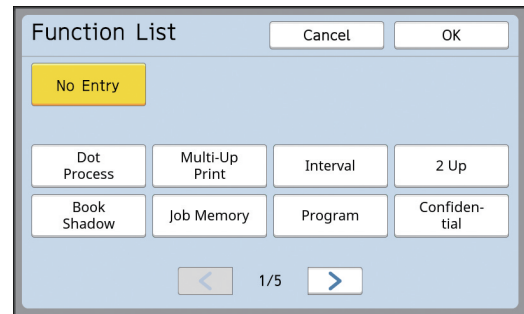 Function List
Cancel
OK
No Entry
Dot
Process
Multi-Up
Print
Interval
2 Up
Book
Shadow
Job Memory
Program
Confiden-
tial
1/5